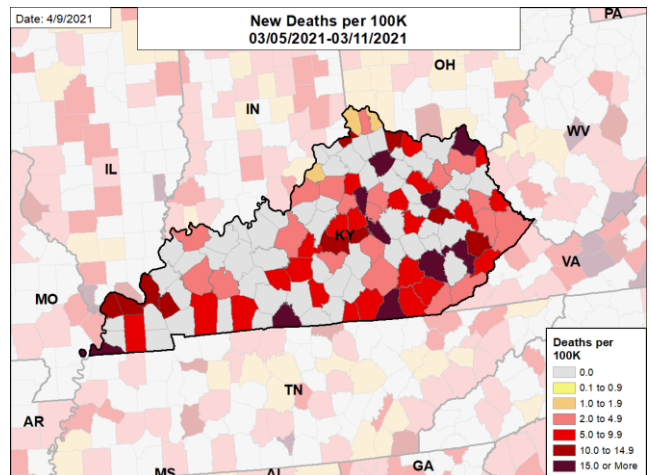 Date: 4/9/2021
New Deaths per 100K
03/05/2021-03/11/2021
PA
OH
IN
WV
IL
KY
VA
MO
TN
AR
MS
AL
GA
Deaths per
100K
0.0
0.1 to 0.9
1.0 to 1.9
2.0 to 4.9
5.0 to 9.9
10.0 to 14.9
15.0 or More